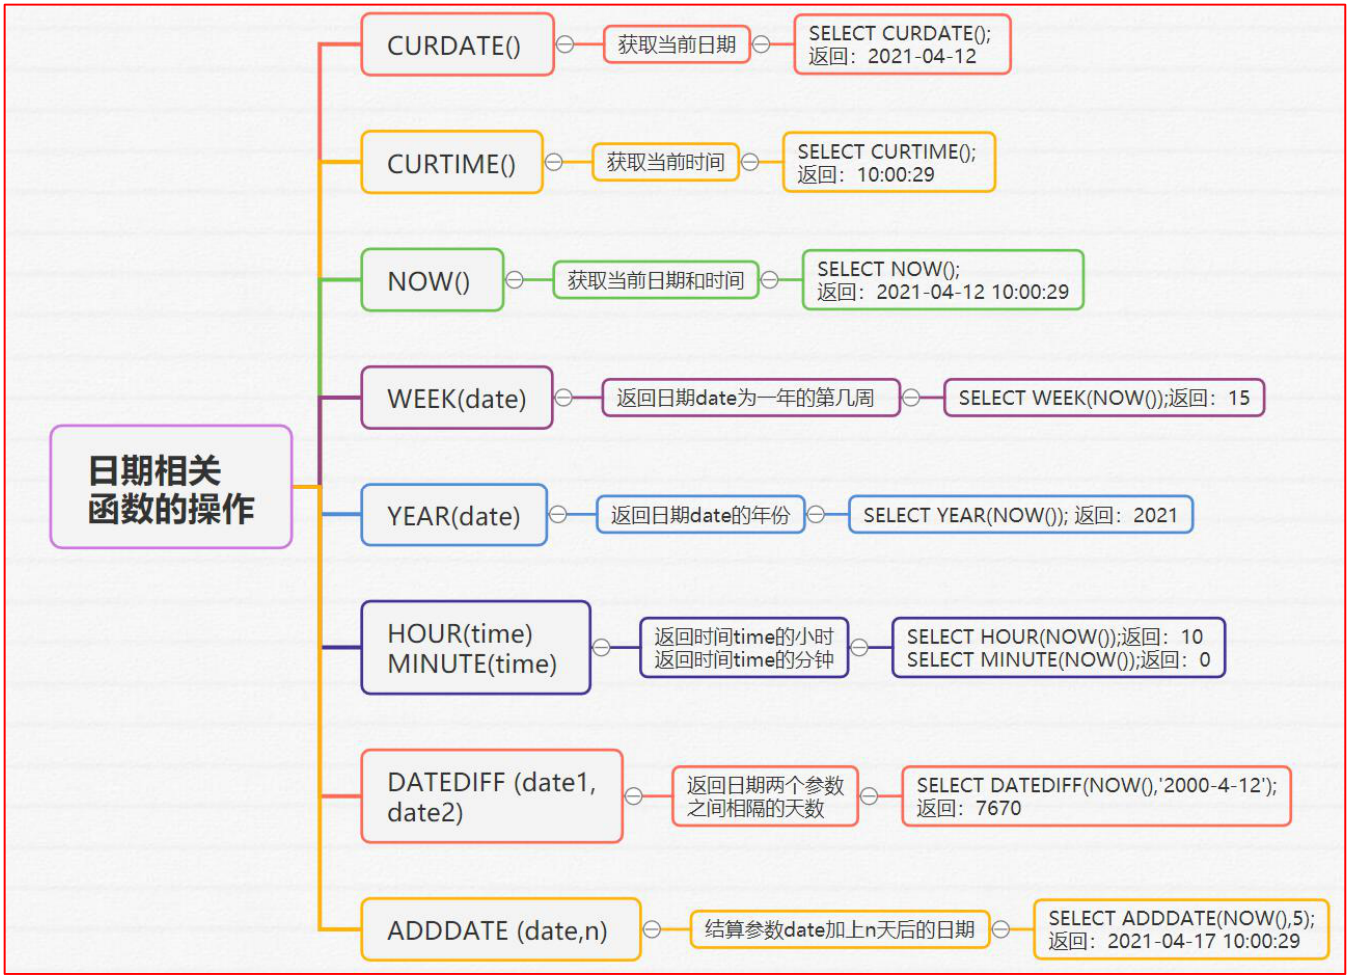 日期相关
函数的操作
CURDATE()
获取当前日期
SELECT CURDATE();
返回：2021-04-12
CURTIME()
获取当前时间
SELECT CURTIME();
返回：10:00:29
NOW()
获取当前日期和时间
SELECT NOW();
返回：2021-04-12 10:00:29
WEEK(date)
返回日期date为一年的第几周
SELECT WEEK(NOW());返回：15
YEAR(date)
返回日期date的年份
SELECT YEAR(NOW()); 返回：2021
HOUR(time)
MINUTE(time)
返回时间time的小时
返回时间time的分钟
SELECT HOUR(NOW());返回：10
SELECT MINUTE(NOW());返回：0
DATEDIFF (date1,
date2)
返回日期两个参数
之间相隔的天数
SELECT DATEDIFF(NOW(),'2000-4-12');
返回：7670
ADDDATE (date,n)
结算参数date加上n天后的日期
SELECT ADDDATE(NOW(),5);
返回：2021-04-17 10:00:29